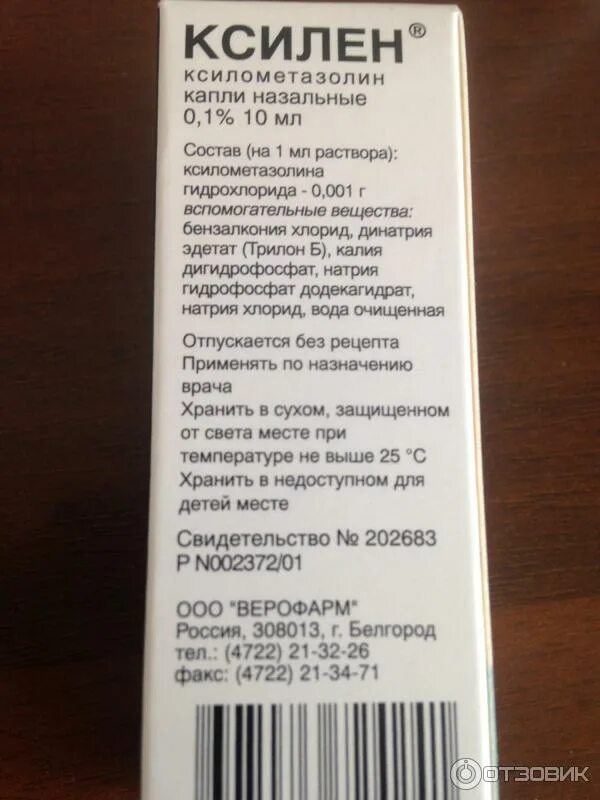 КСИЛЕН®
ксилометазолин
капли назальные
0,1% 10 мл
Состав (на 1 мл раствора):
ксилометазолина
гидрохлорида - 0,001 г
вспомогательные вещества:
бензалкония хлорид, динатрия
эдетат (Трилон Б), калия
дигидрофосфат, натрия
гидрофосфат додекагидрат,
натрия хлорид, вода очищенная
Отпускается без рецепта
Применять по назначению
врача
Хранить в сухом, защищенном
от света месте при
температуре не выше 25 °С
Хранить в недоступном для
детей месте
Свидетельство № 202683
Р N002372/01
ООО "ВЕРОФАРМ"
Россия, 308013, г. Белгород
тел.: (4722) 21-32-26
факс: (4722) 21-34-71
ОТЗОВИК